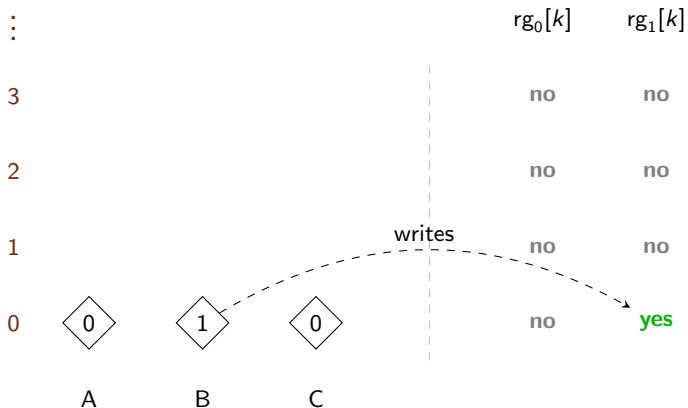 ⋮ rg₀[k] rg₁[k]
3 no no
2 no no
writes
1 no no
0 0 1 0 no yes
A B C